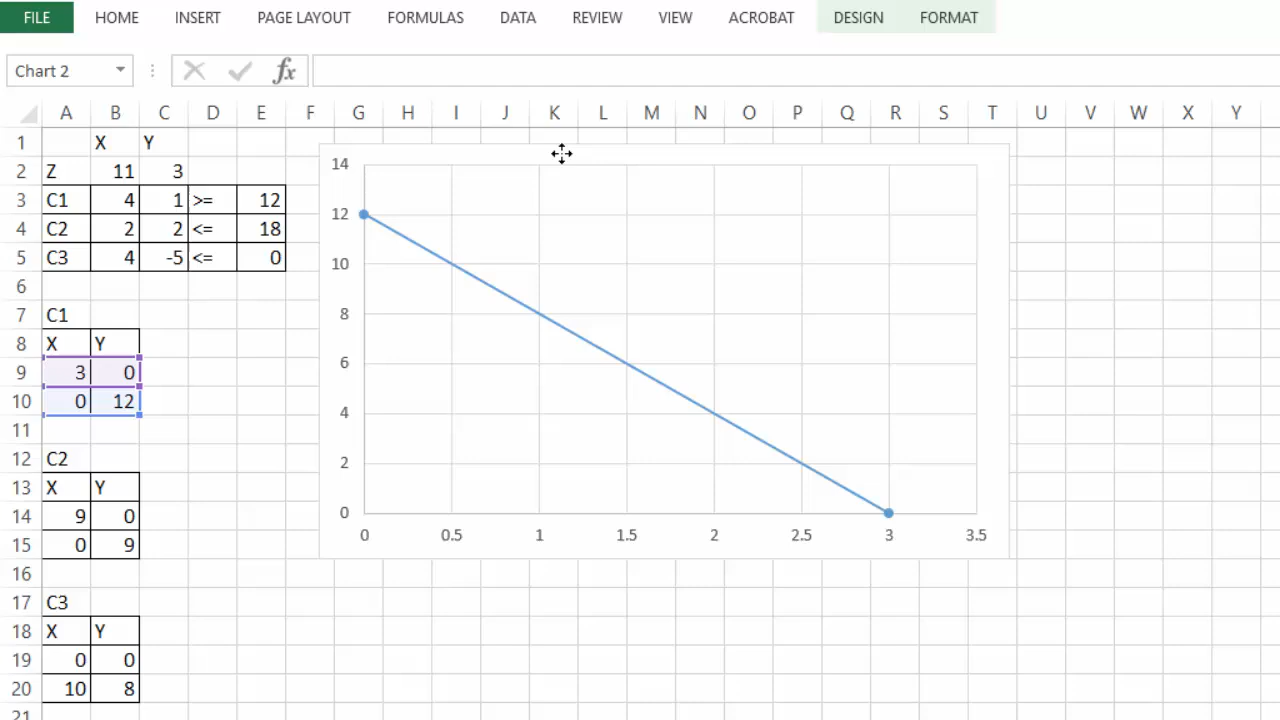 FILE HOME INSERT PAGE LAYOUT FORMULAS DATA REVIEW VIEW ACROBAT DESIGN FORMAT
Chart 2 fx
A B C D E F G H I J K L M N O P Q R S T U V W X Y
1 X Y
2 Z 11 3
3 C1 4 1 >= 12
4 C2 2 2 <= 18
5 C3 4 -5 <= 0
6
7 C1
8 X Y
9 3 0
10 0 12
11
12 C2
13 X Y
14 9 0
15 0 9
16
17 C3
18 X Y
19 0 0
20 10 8
21
14
12
10
8
6
4
2
0
0 0.5 1 1.5 2 2.5 3 3.5